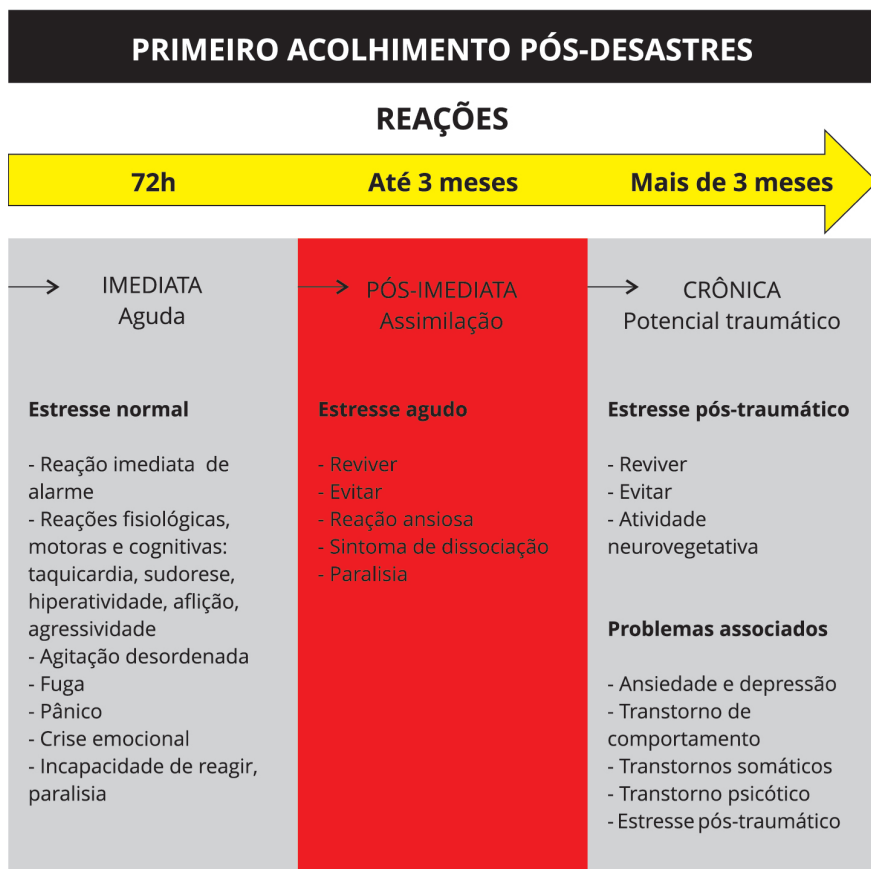 PRIMEIRO ACOLHIMENTO PÓS-DESASTRES
REAÇÕES
72h
Até 3 meses
Mais de 3 meses
IMEDIATA
Aguda
Estresse normal
- Reação imediata de
alarme
- Reações fisiológicas,
motoras e cognitivas:
taquicardia, sudorese,
hiperatividade, aflição,
agressividade
- Agitação desordenada
- Fuga
- Pânico
- Crise emocional
- Incapacidade de reagir,
paralisia
PÓS-IMEDIATA
Assimilação
Estresse agudo
- Reviver
- Evitar
- Reação ansiosa
- Sintoma de dissociação
- Paralisia
CRÔNICA
Potencial traumático
Estresse pós-traumático
- Reviver
- Evitar
- Atividade
neurovegetativa
Problemas associados
- Ansiedade e depressão
- Transtorno de
comportamento
- Transtornos somáticos
- Transtorno psicótico
- Estresse pós-traumático